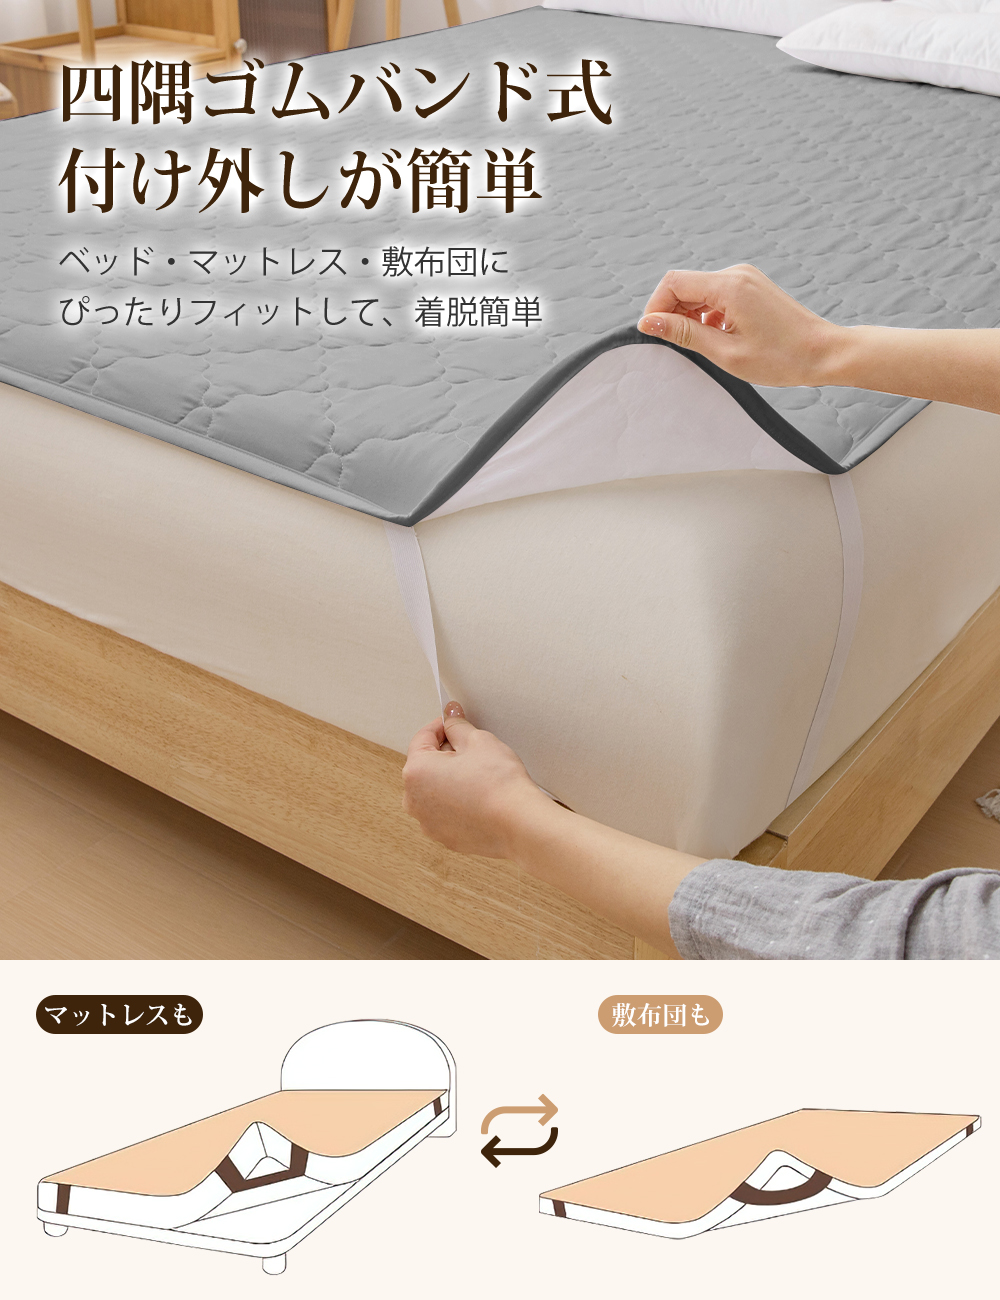 四隅ゴムバンド式
付け外しが簡単
ベッド・マットレス・敷布団に
ぴったりフィットして、着脱簡単
マットレスも
敷布団も